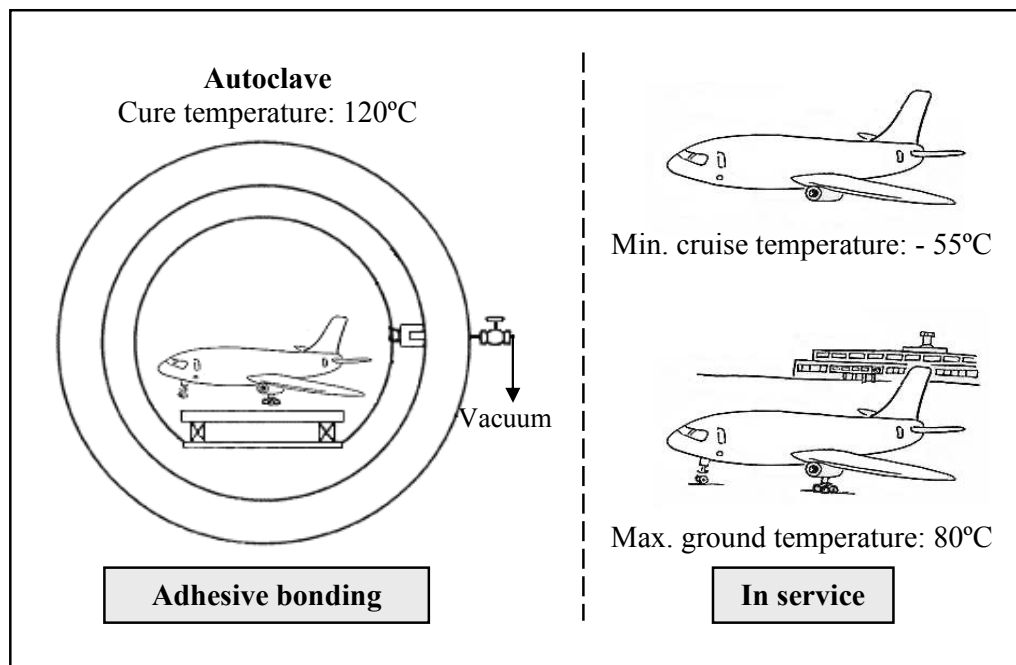 Autoclave
Cure temperature: 120ºC
Vacuum
Adhesive bonding
Min. cruise temperature: - 55ºC
Max. ground temperature: 80ºC
In service